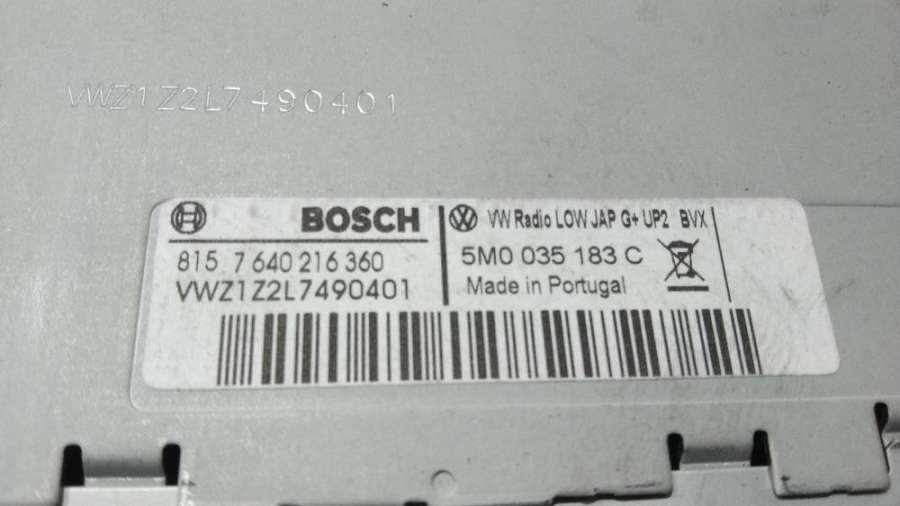 VWZ1Z2L7490401
BOSCH
815 7 640 216 360
VWZ1Z2L7490401
VW Radio LOW JAP G+ UP2 BVX
5M0 035 183 C
Made in Portugal